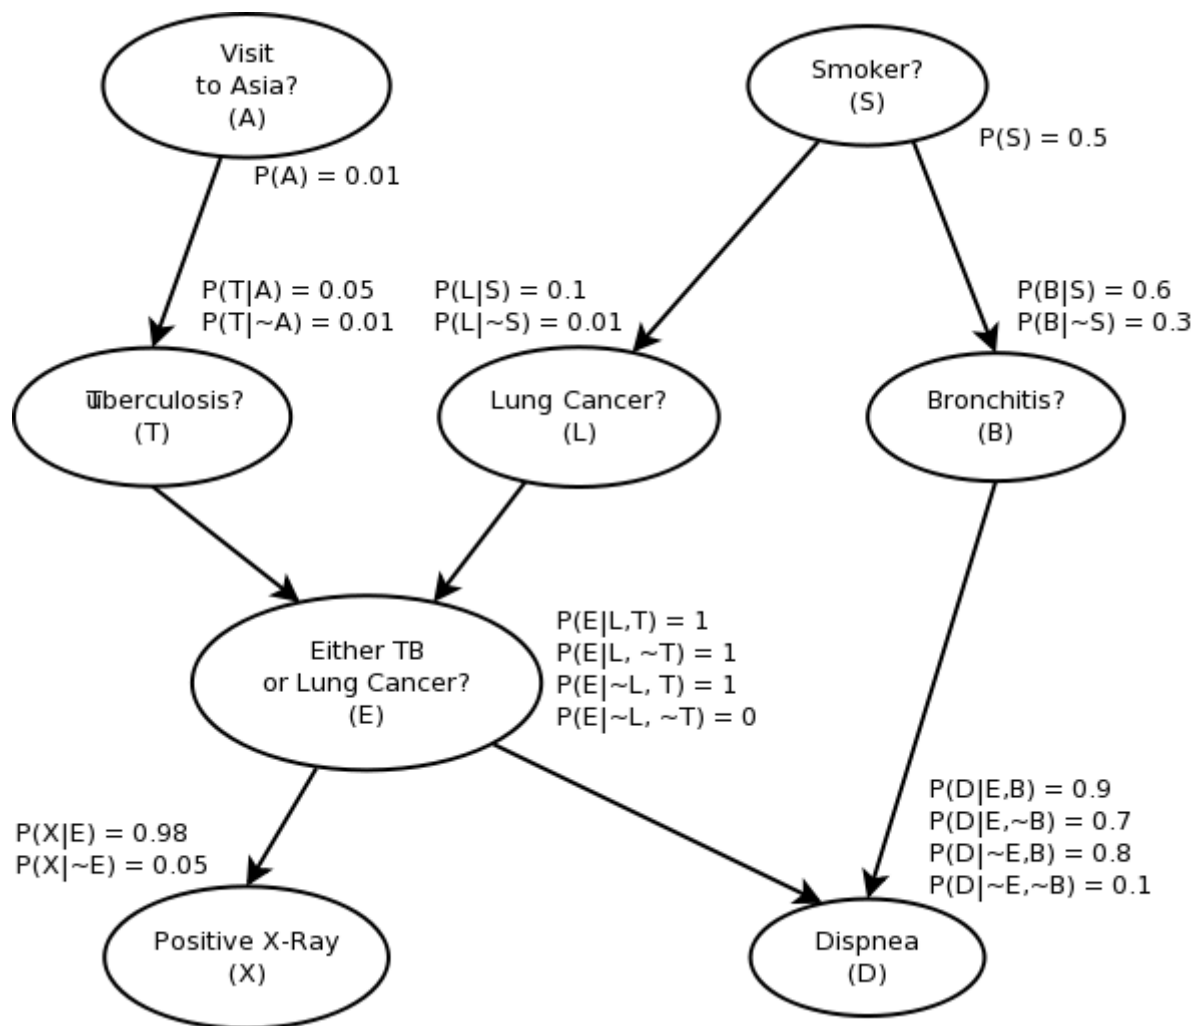 Visit
to Asia?
(A)
P(A) = 0.01
Smoker?
(S)
P(S) = 0.5
P(T|A) = 0.05
P(T|~A) = 0.01
P(L|S) = 0.1
P(L|~S) = 0.01
P(B|S) = 0.6
P(B|~S) = 0.3
Tuberculosis?
(T)
Lung Cancer?
(L)
Bronchitis?
(B)
Either TB
or Lung Cancer?
(E)
P(E|L,T) = 1
P(E|L, ~T) = 1
P(E|~L, T) = 1
P(E|~L, ~T) = 0
P(X|E) = 0.98
P(X|~E) = 0.05
P(D|E,B) = 0.9
P(D|E,~B) = 0.7
P(D|~E,B) = 0.8
P(D|~E,~B) = 0.1
Positive X-Ray
(X)
Dispnea
(D)